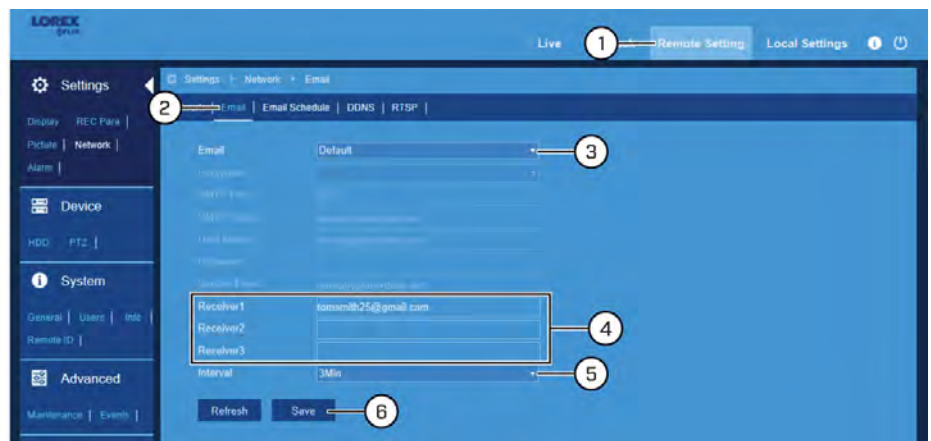 LOREX
Live
1
Remote Setting
Local Settings
Settings
Settings Network Email
2
Email | Email Schedule | DDNS | RTSP |
Display REC Para |
Picture | Network |
Alarm |
Email Default
3
Device
HDD PTZ |
System
General | Users | Info |
Remote ID |
Receiver1 tomsmith25@gmail.com
Receiver2
4
Receiver3
Interval 3Min
5
Advanced
Maintenance | Events |
Refresh Save
6